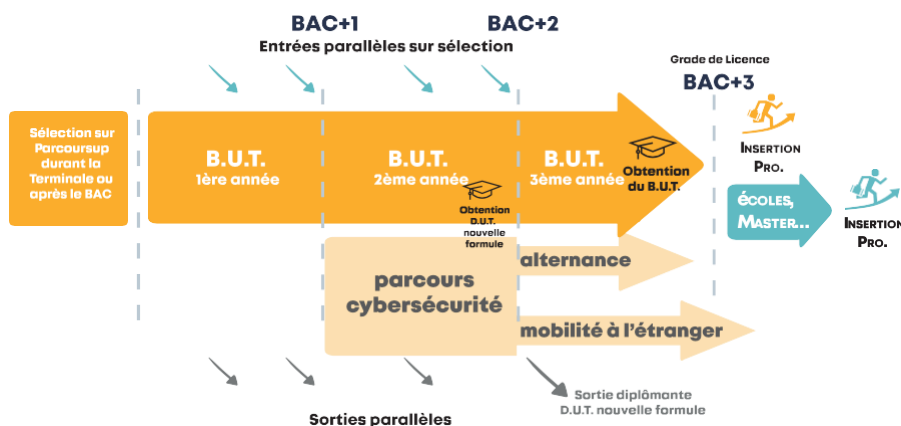 BAC+1
BAC+2
Entrées parallèles sur sélection
Grade de Licence
BAC+3
Sélection sur
Parcoursup
durant la
Terminale ou
après le BAC
B.U.T.
1ère année
B.U.T.
2ème année
B.U.T.
3ème année
Obtention
D.U.T.
nouvelle
formule
Obtention
du B.U.T.
INSERTION
PRO.
éCOLES,
MASTER...
INSERTION
PRO.
parcours
cybersécurité
alternance
mobilité à l'étranger
Sorties parallèles
Sortie diplômante
D.U.T. nouvelle formule